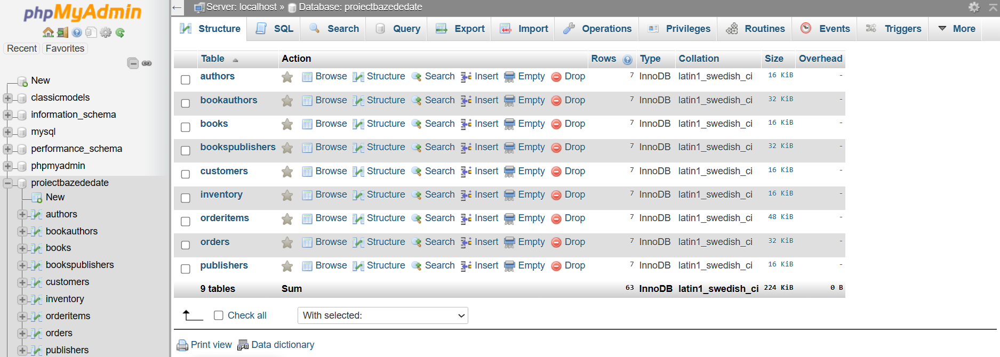 phpMyAdmin
Recent Favorites
New
classicmodels
information_schema
mysql
performance_schema
phpmyadmin
proiectbazededate
New
authors
bookauthors
books
bookspublishers
customers
inventory
orderitems
orders
publishers
← Server: localhost » Database: proiectbazededate
Structure SQL Search Query Export Import Operations Privileges Routines Events Triggers More
Table Action Rows Type Collation Size Overhead
authors Browse Structure Search Insert Empty Drop 7 InnoDB latin1_swedish_ci 16 KiB -
bookauthors Browse Structure Search Insert Empty Drop 7 InnoDB latin1_swedish_ci 32 KiB -
books Browse Structure Search Insert Empty Drop 7 InnoDB latin1_swedish_ci 16 KiB -
bookspublishers Browse Structure Search Insert Empty Drop 7 InnoDB latin1_swedish_ci 32 KiB -
customers Browse Structure Search Insert Empty Drop 7 InnoDB latin1_swedish_ci 16 KiB -
inventory Browse Structure Search Insert Empty Drop 7 InnoDB latin1_swedish_ci 16 KiB -
orderitems Browse Structure Search Insert Empty Drop 7 InnoDB latin1_swedish_ci 48 KiB -
orders Browse Structure Search Insert Empty Drop 7 InnoDB latin1_swedish_ci 32 KiB -
publishers Browse Structure Search Insert Empty Drop 7 InnoDB latin1_swedish_ci 16 KiB -
9 tables Sum 63 InnoDB latin1_swedish_ci 224 KiB 0 B
Check all With selected:
Print view Data dictionary